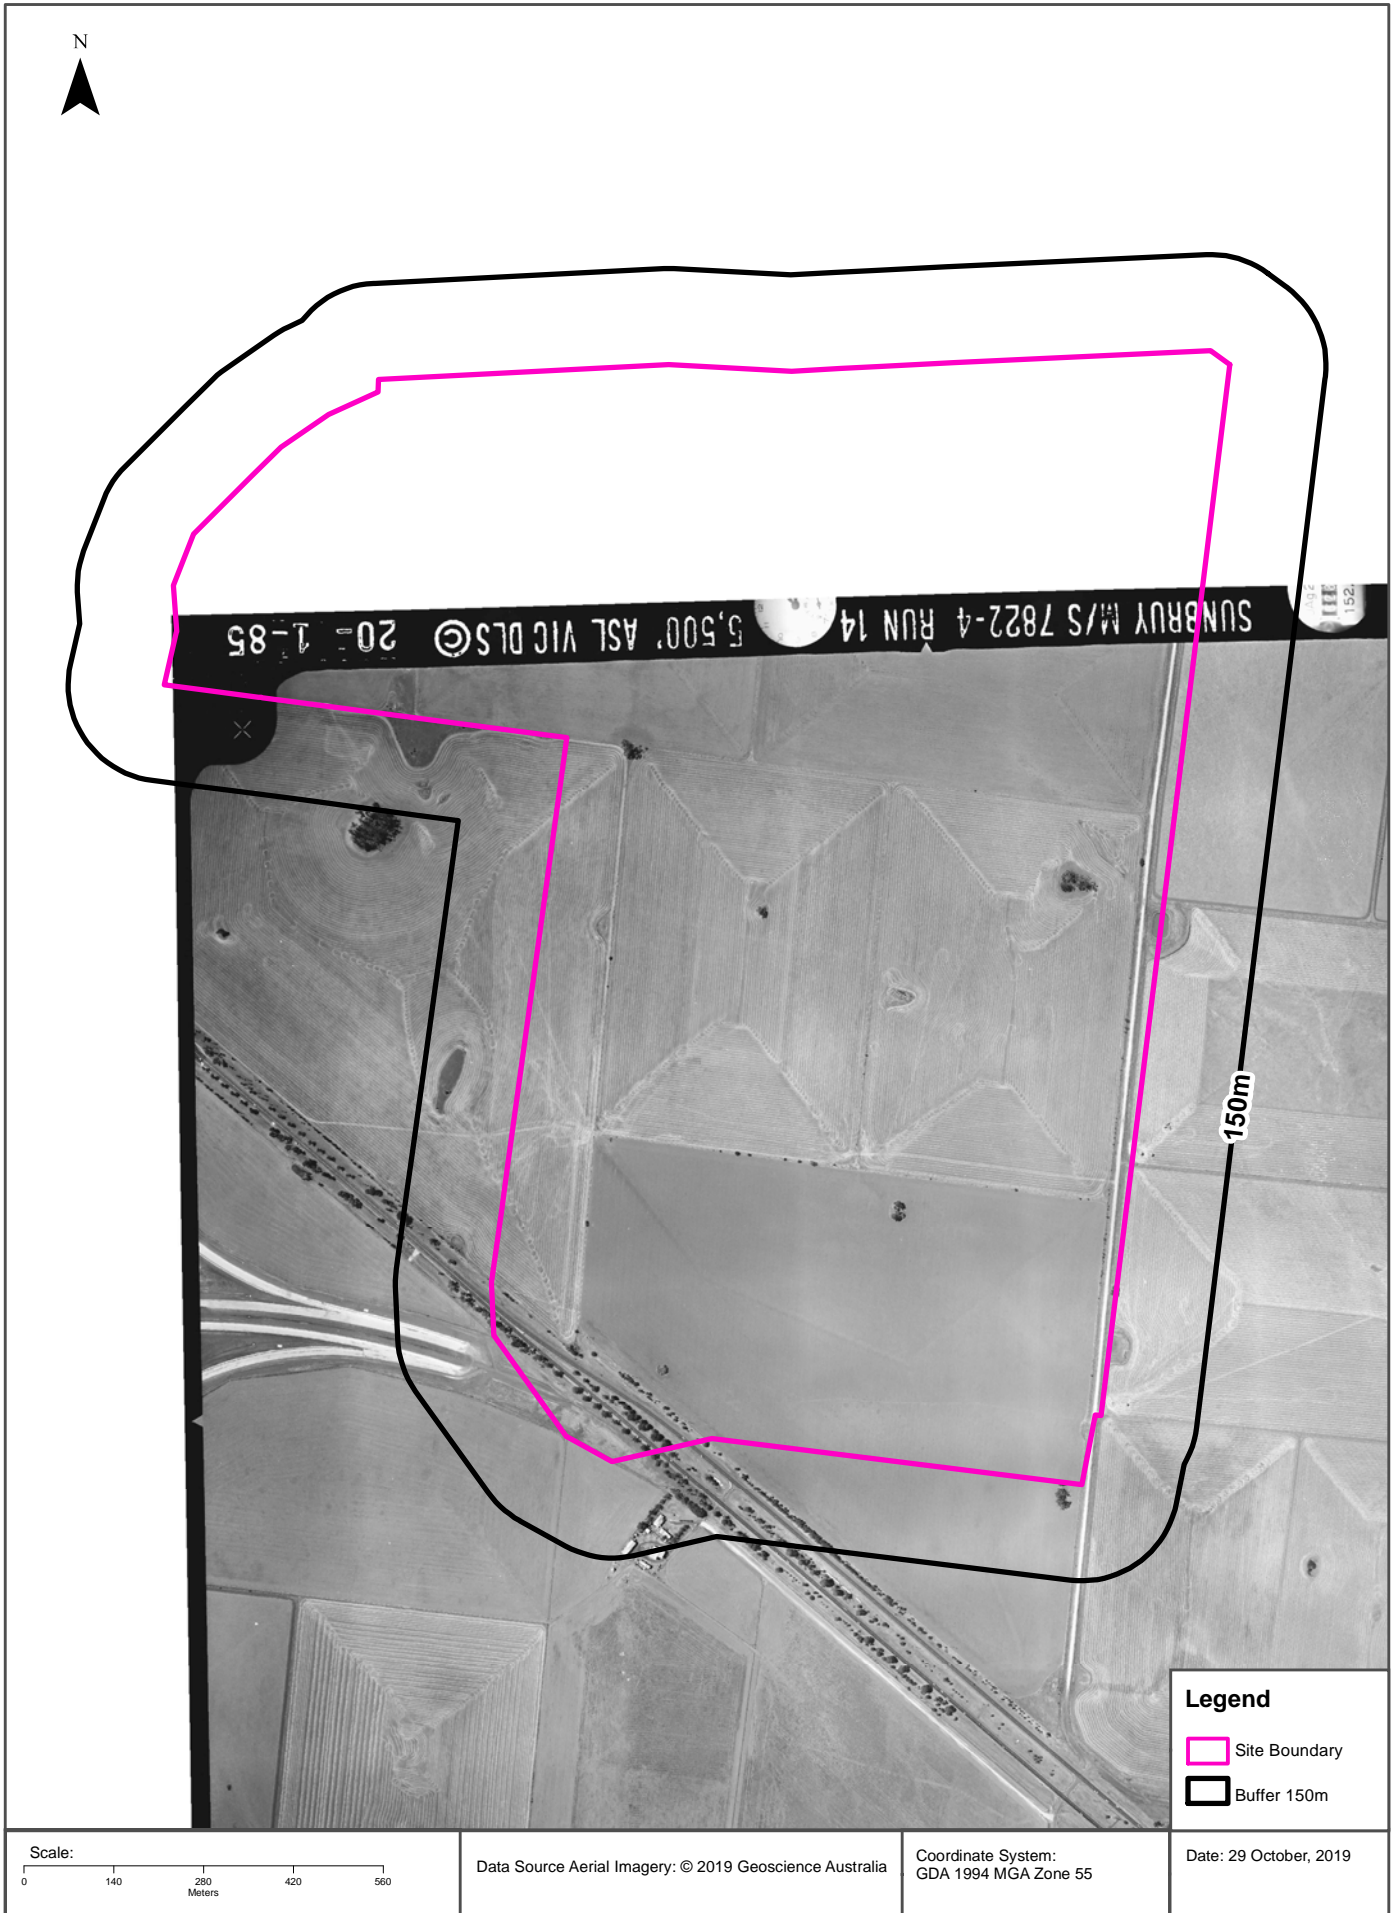 N
SUNBRUY M/S 7822-4 RUN 14
5,500' ASL VIC DLS ©
20-1-85
152
150m
Legend
Site Boundary
Buffer 150m
Scale:
0 140 280 420 560
Meters
Data Source Aerial Imagery: © 2019 Geoscience Australia
Coordinate System:
GDA 1994 MGA Zone 55
Date: 29 October, 2019